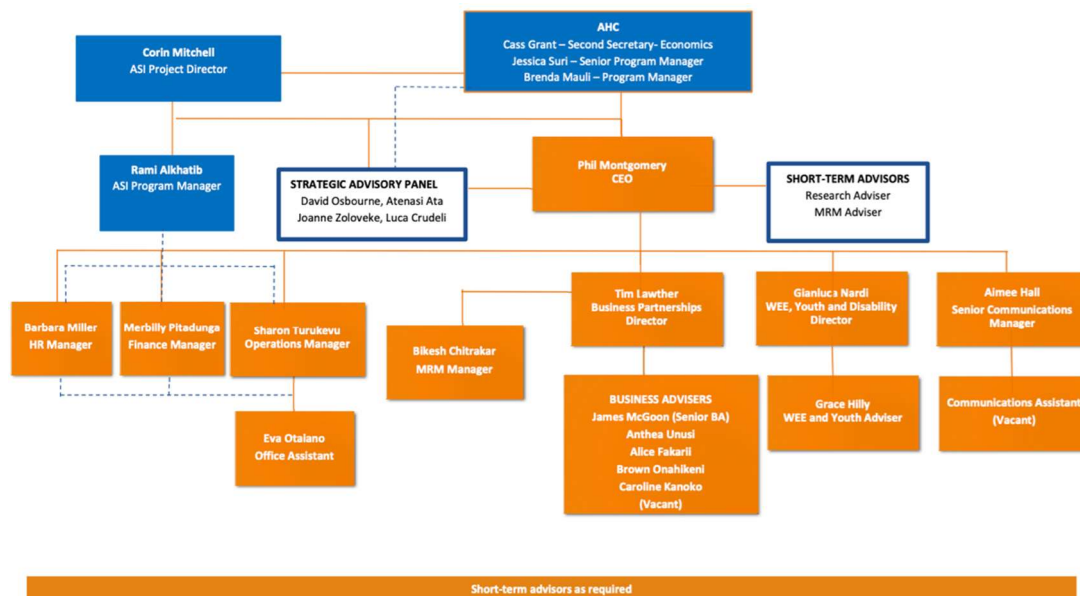 AHC
Cass Grant – Second Secretary- Economics
Jessica Suri – Senior Program Manager
Brenda Mauli – Program Manager
Corin Mitchell
ASI Project Director
Rami Alkhatib
ASI Program Manager
STRATEGIC ADVISORY PANEL
David Osbourne, Atenasi Ata
Joanne Zoloveke, Luca Crudeli
Phil Montgomery
CEO
SHORT-TERM ADVISORS
Research Adviser
MRM Adviser
Barbara Miller
HR Manager
Merbilly Pitadunga
Finance Manager
Sharon Turukevu
Operations Manager
Eva Otalano
Office Assistant
Bikesh Chitrakar
MRM Manager
Tim Lawther
Business Partnerships
Director
BUSINESS ADVISERS
James McGoon (Senior BA)
Anthea Unusi
Alice Fakarii
Brown Onahikeni
Caroline Kanoko
(Vacant)
Gianluca Nardi
WEE, Youth and Disability
Director
Grace Hilly
WEE and Youth Adviser
Aimee Hall
Senior Communications
Manager
Communications Assistant
(Vacant)
Short-term advisors as required